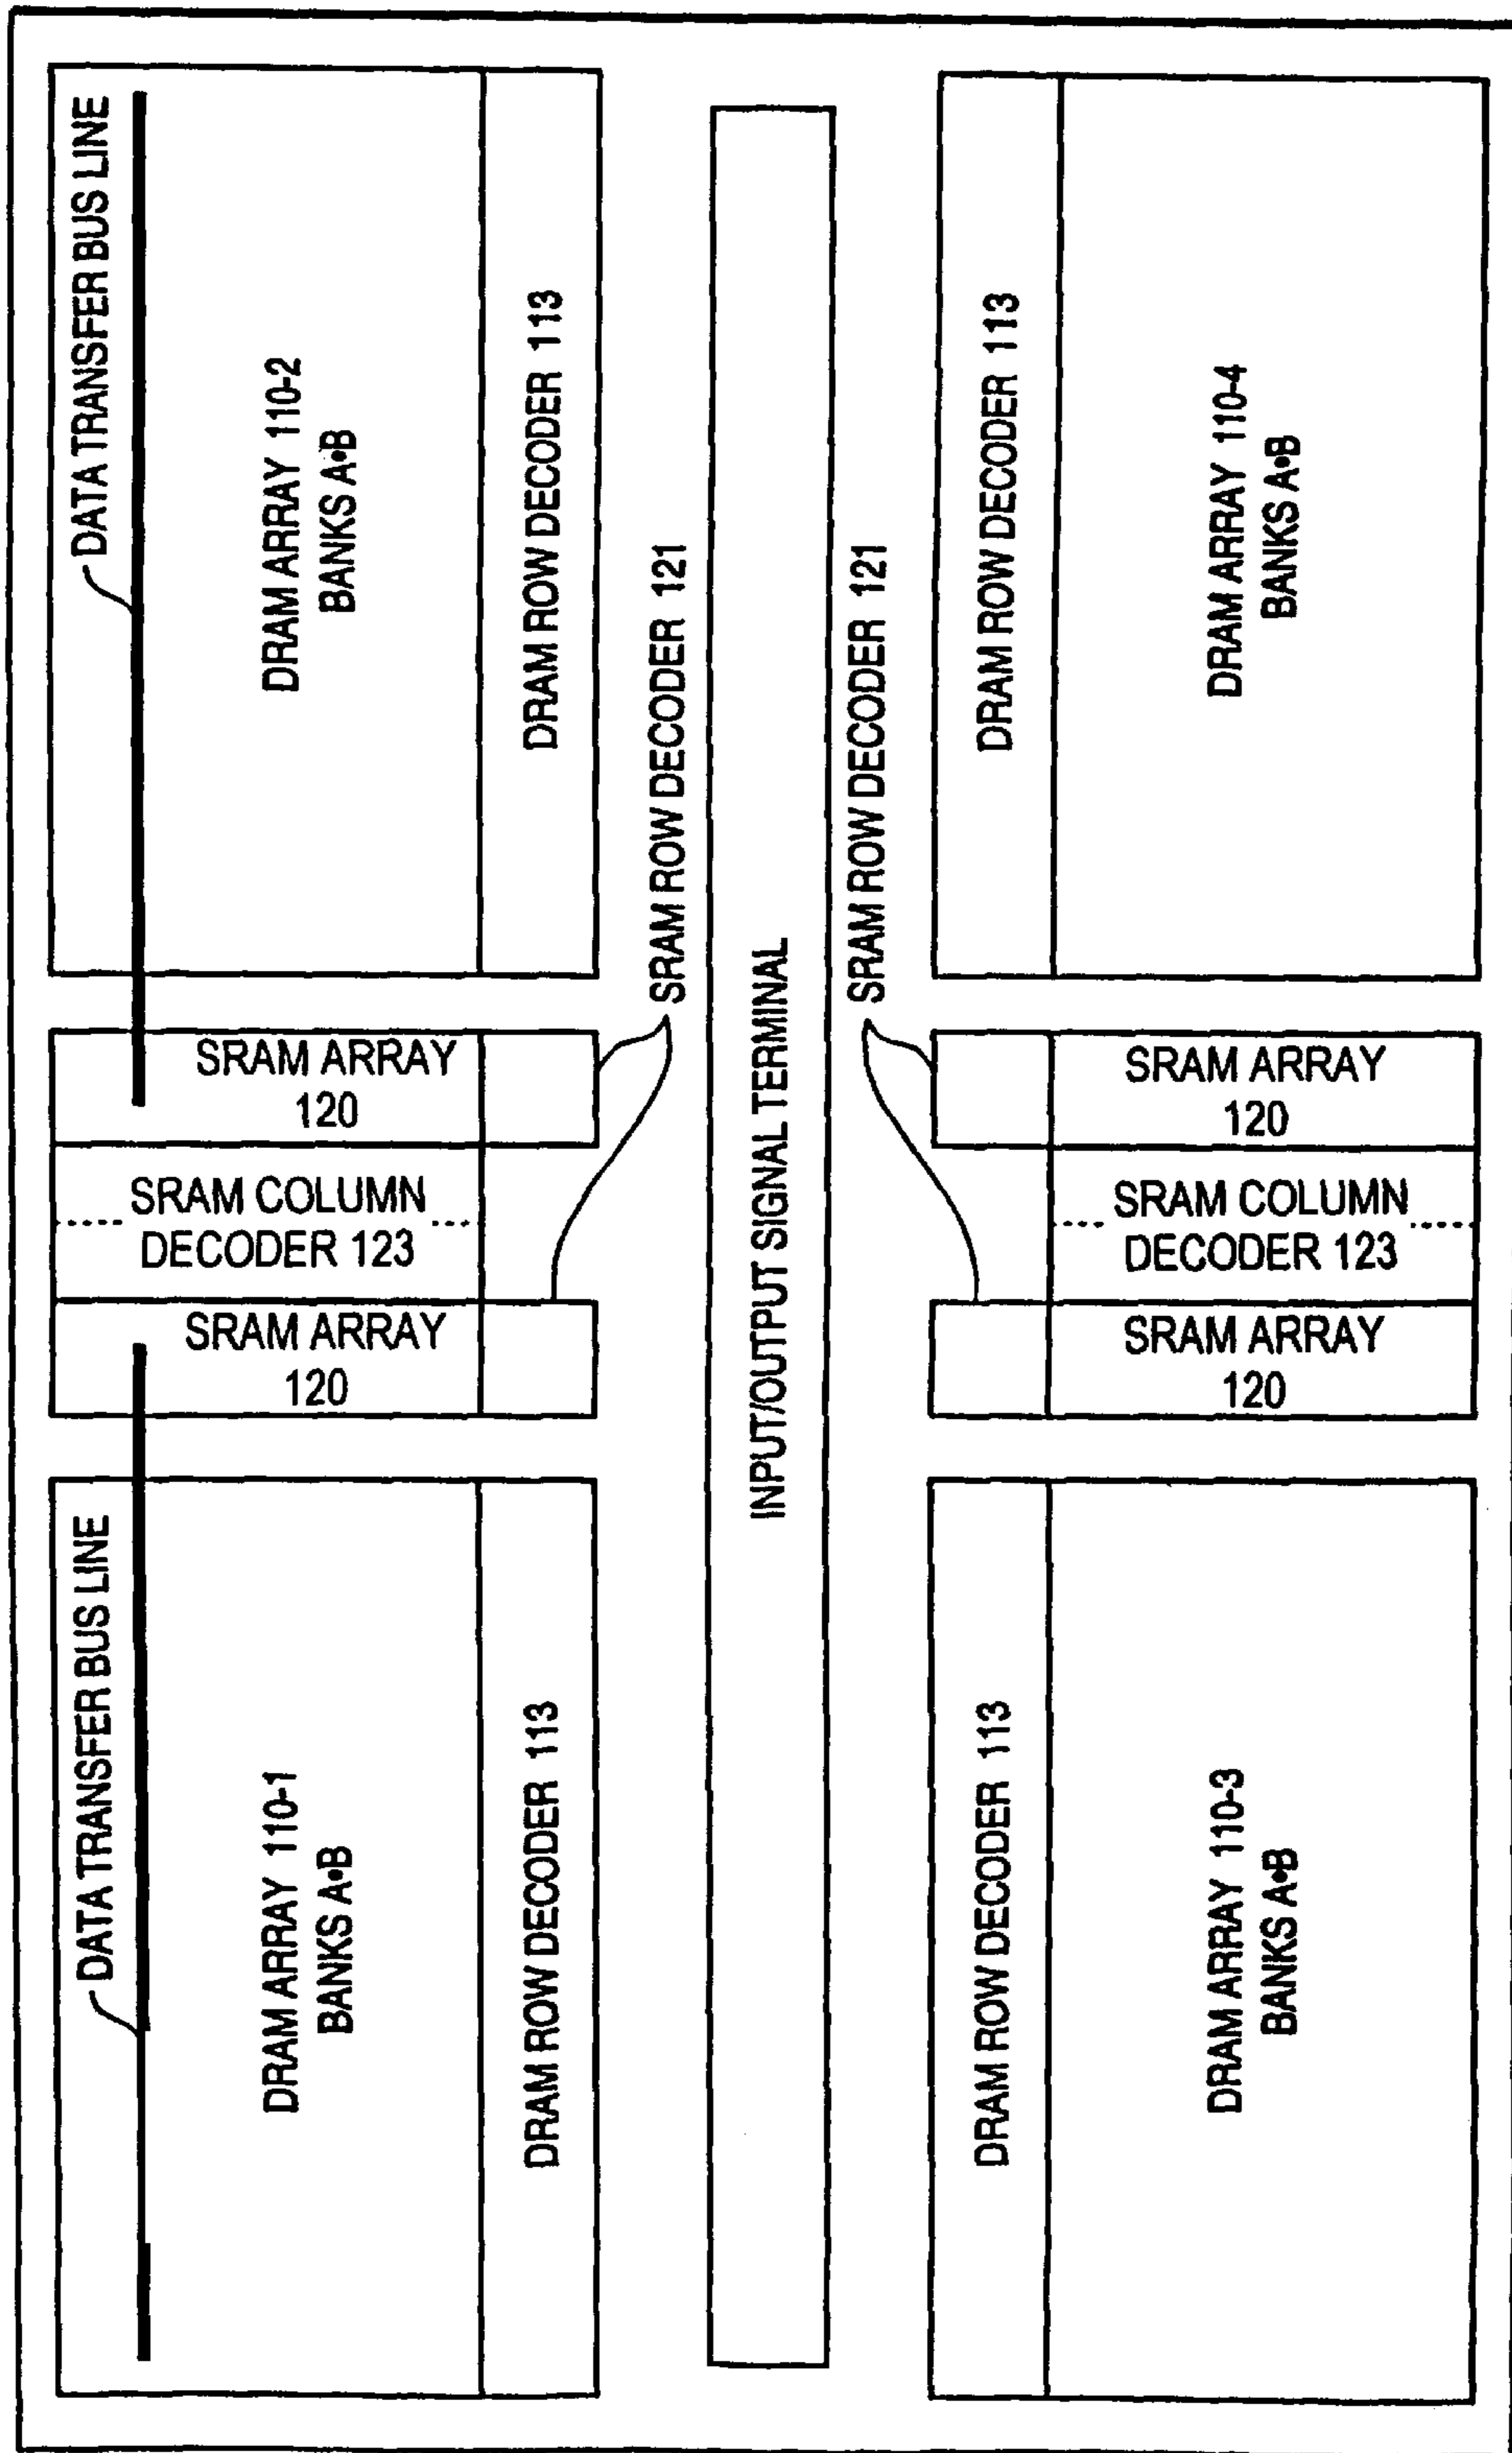 DATA TRANSFER BUS LINE
DRAM ARRAY 110-1
BANKS A•B
DRAM ROW DECODER 113
SRAM ARRAY
120
SRAM COLUMN
DECODER 123
SRAM ARRAY
120
DATA TRANSFER BUS LINE
DRAM ARRAY 110-2
BANKS A•B
DRAM ROW DECODER 113
SRAM ROW DECODER 121
INPUT/OUTPUT SIGNAL TERMINAL
SRAM ROW DECODER 121
DRAM ROW DECODER 113
DRAM ARRAY 110-3
BANKS A•B
SRAM ARRAY
120
SRAM COLUMN
DECODER 123
SRAM ARRAY
120
DRAM ROW DECODER 113
DRAM ARRAY 110-4
BANKS A•B